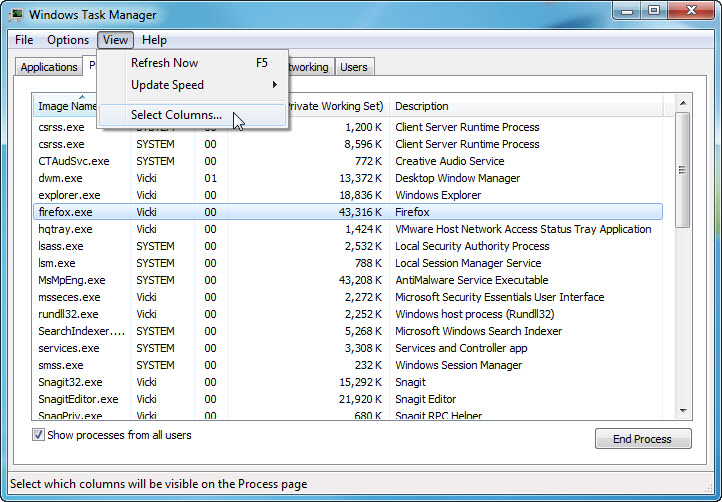 Windows Task Manager
File Options View Help
Refresh Now F5
Update Speed
Select Columns...
Applications P tworking Users
Image Name Private Working Set) Description
csrss.exe SYSTEM 00 1,200 K Client Server Runtime Process
csrss.exe SYSTEM 00 8,596 K Client Server Runtime Process
CTAudSvc.exe SYSTEM 00 772 K Creative Audio Service
dwm.exe Vicki 01 13,372 K Desktop Window Manager
explorer.exe Vicki 00 18,836 K Windows Explorer
firefox.exe Vicki 00 43,316 K Firefox
hqtray.exe Vicki 00 1,424 K VMware Host Network Access Status Tray Application
lsass.exe SYSTEM 00 2,532 K Local Security Authority Process
lsm.exe SYSTEM 00 788 K Local Session Manager Service
MsMpEng.exe SYSTEM 00 43,208 K AntiMalware Service Executable
msseces.exe Vicki 00 2,272 K Microsoft Security Essentials User Interface
rundll32.exe Vicki 00 2,252 K Windows host process (Rundll32)
SearchIndexer.... SYSTEM 00 5,268 K Microsoft Windows Search Indexer
services.exe SYSTEM 00 3,308 K Services and Controller app
smss.exe SYSTEM 00 232 K Windows Session Manager
Snagit32.exe Vicki 00 15,292 K Snagit
SnagitEditor.exe Vicki 00 21,920 K Snagit Editor
SnagPriv.exe Vicki 00 680 K Snagit RPC Helper
Show processes from all users
End Process
Select which columns will be visible on the Process page